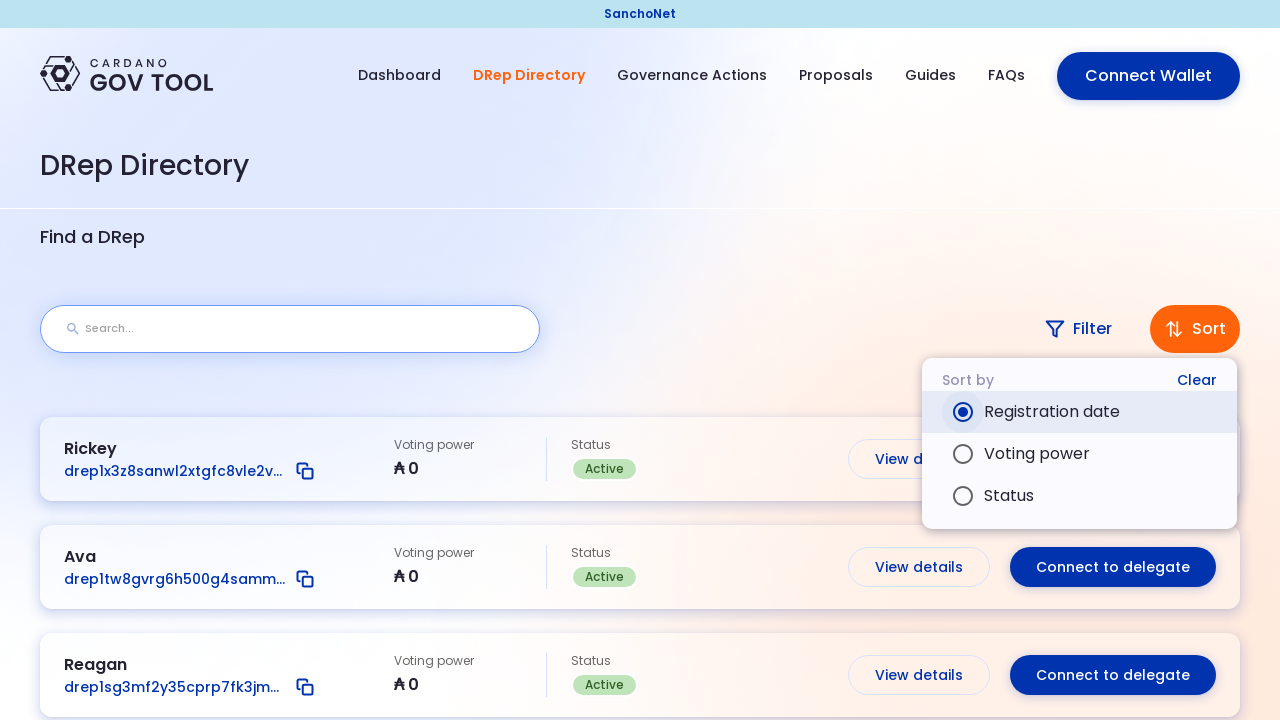 SanchoNet
CARDANO
GOV TOOL
Dashboard
DRep Directory
Governance Actions
Proposals
Guides
FAQs
Connect Wallet
DRep Directory
Find a DRep
Search...
Filter
Sort
Sort by
Clear
Registration date
Voting power
Status
Rickey
drep1x3z8sanwl2xtgfc8vle2v...
Voting power
₳ 0
Status
Active
View d
Ava
drep1tw8gvrg6h500g4samm...
Voting power
₳ 0
Status
Active
View details
Connect to delegate
Reagan
drep1sg3mf2y35cprp7fk3jm...
Voting power
₳ 0
Status
Active
View details
Connect to delegate